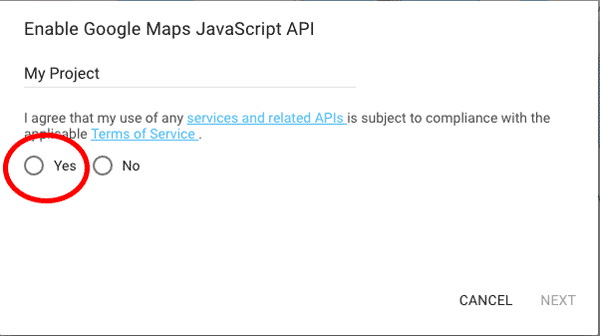 Enable Google Maps JavaScript API
My Project
I agree that my use of any services and related APIs is subject to compliance with the
applicable Terms of Service .
Yes No
CANCEL NEXT